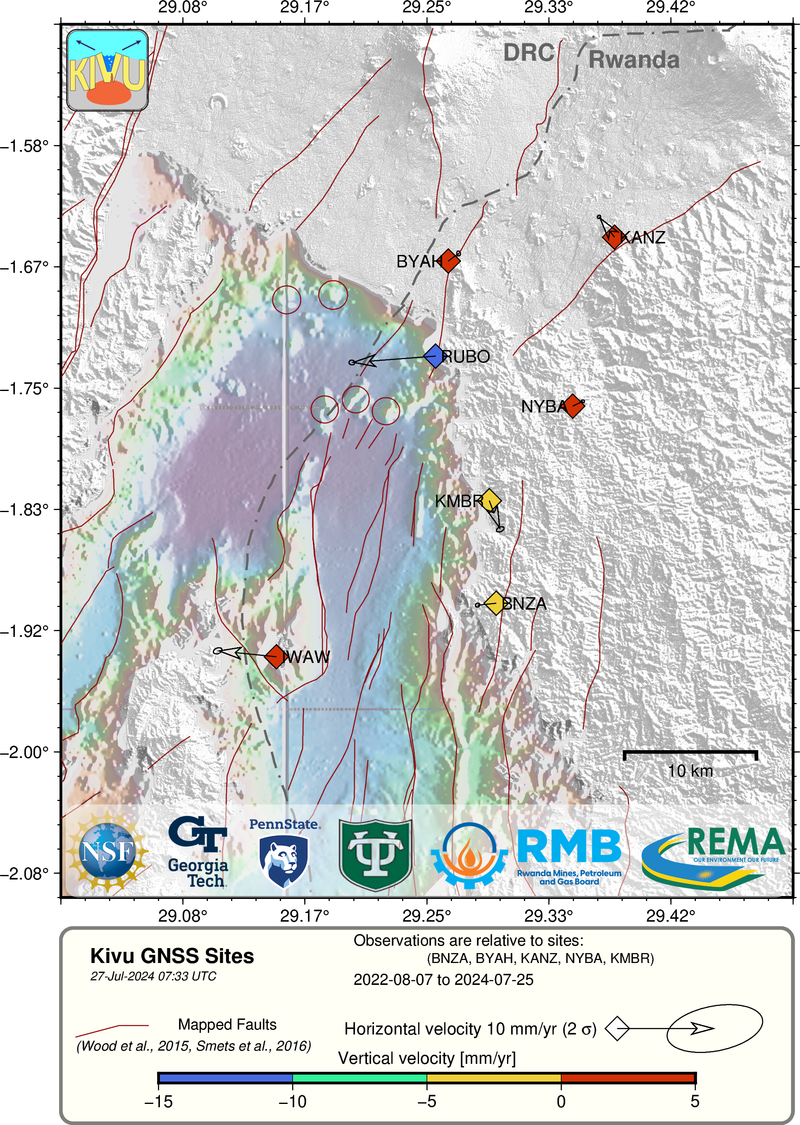 29.08° 29.17° 29.25° 29.33° 29.42°
KIVU
DRC
Rwanda
−1.58°
KANZ
BYAH
−1.67°
RUBO
−1.75°
NYBA
KMBR
−1.83°
BNZA
−1.92°
IWAW
−2.00°
10 km
NSF
Georgia
Tech
PennState
RMB
Rwanda Mines, Petroleum
and Gas Board
REMA
OUR ENVIRONMENT OUR FUTURE
−2.08°
29.08° 29.17° 29.25° 29.33° 29.42°
Kivu GNSS Sites
27-Jul-2024 07:33 UTC
Observations are relative to sites:
(BNZA, BYAH, KANZ, NYBA, KMBR)
2022-08-07 to 2024-07-25
Mapped Faults
(Wood et al., 2015, Smets et al., 2016)
Horizontal velocity 10 mm/yr (2 σ)
Vertical velocity [mm/yr]
−15 −10 −5 0 5